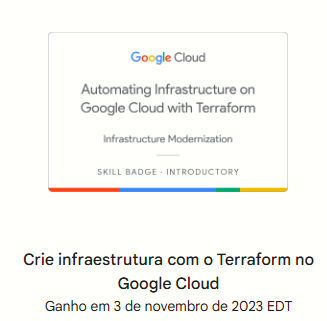 Google Cloud
Automating Infrastructure on
Google Cloud with Terraform
Infrastructure Modernization
SKILL BADGE · INTRODUCTORY
Crie infraestrutura com o Terraform no
Google Cloud
Ganho em 3 de novembro de 2023 EDT